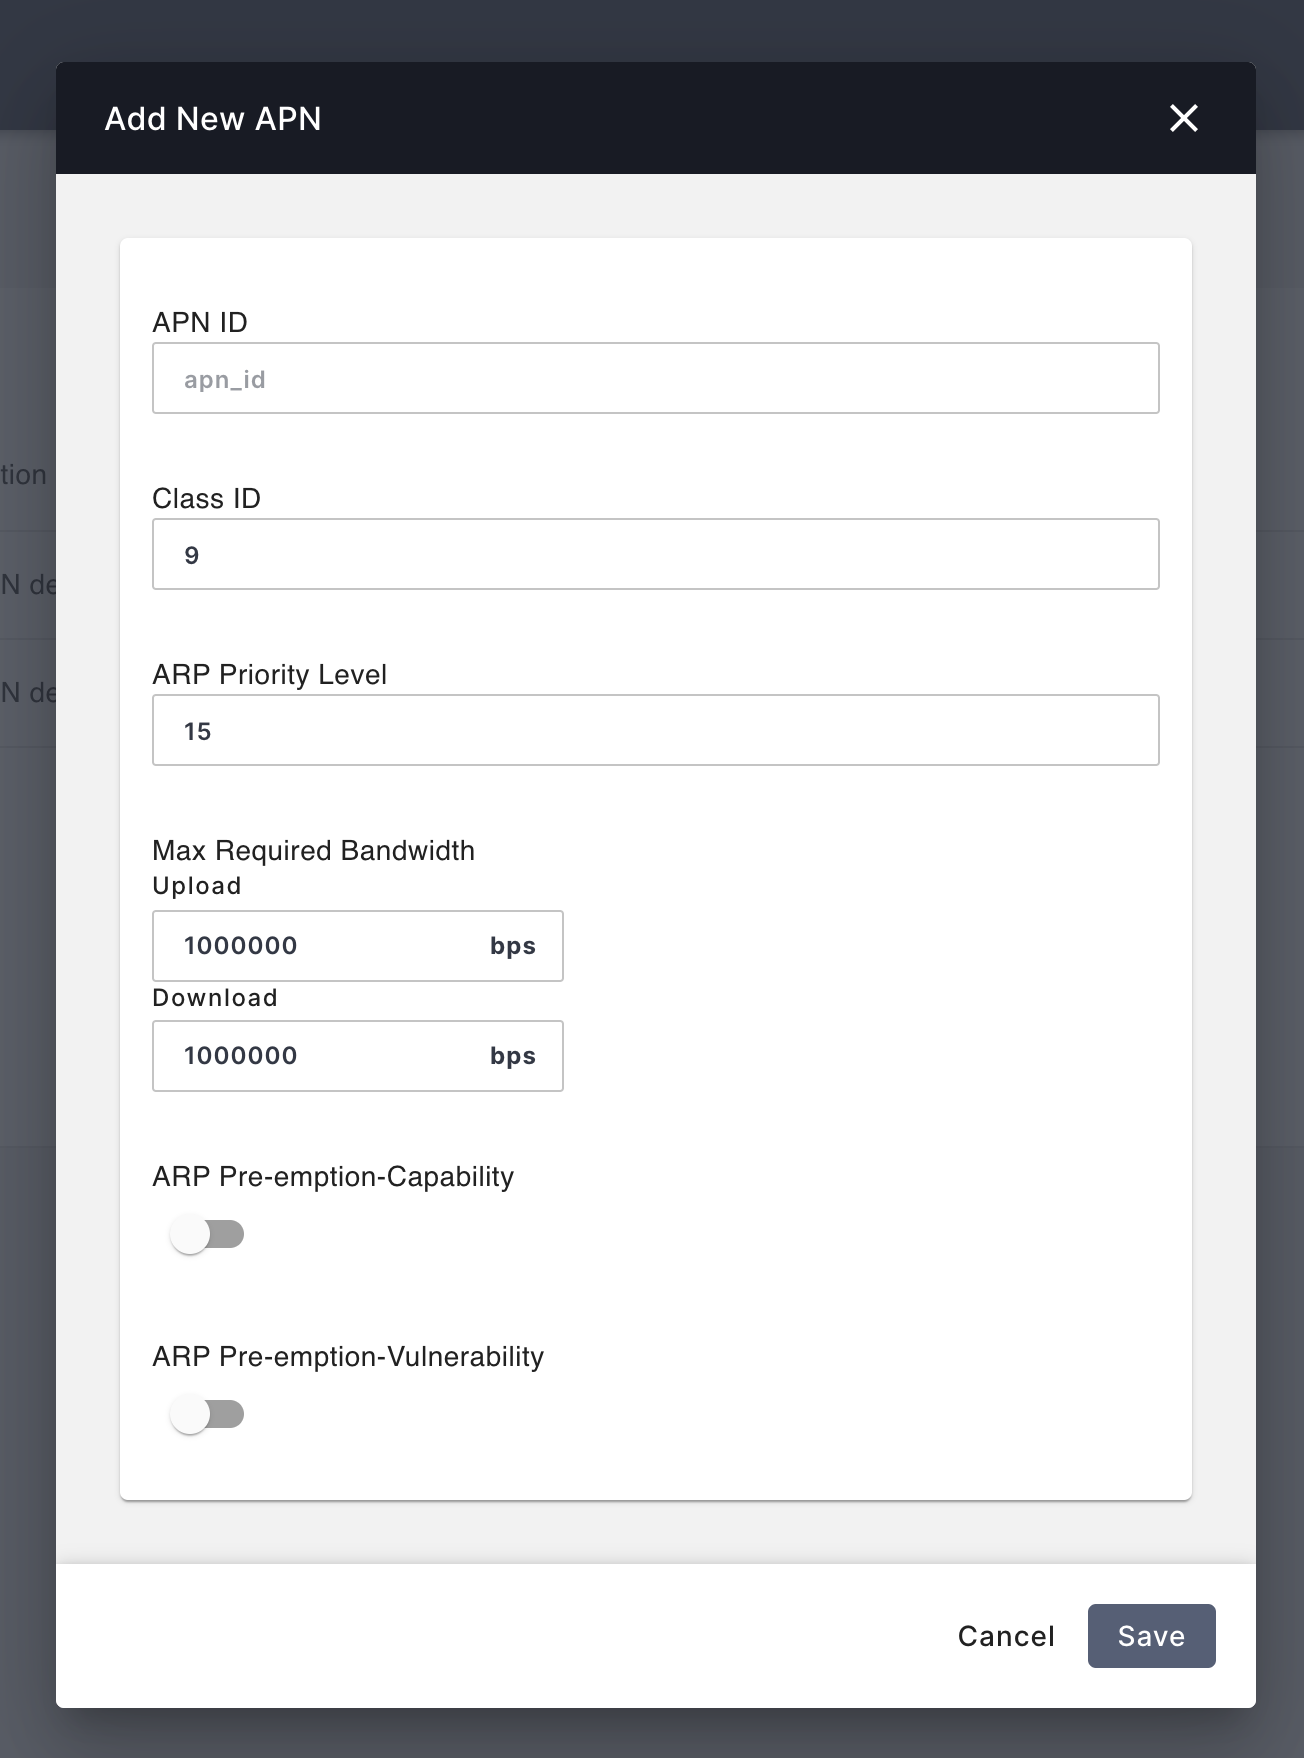 Add New APN
APN ID
apn_id
Class ID
9
ARP Priority Level
15
Max Required Bandwidth
Upload
1000000 bps
Download
1000000 bps
ARP Pre-emption-Capability
ARP Pre-emption-Vulnerability
Cancel Save
tion
N de
N de